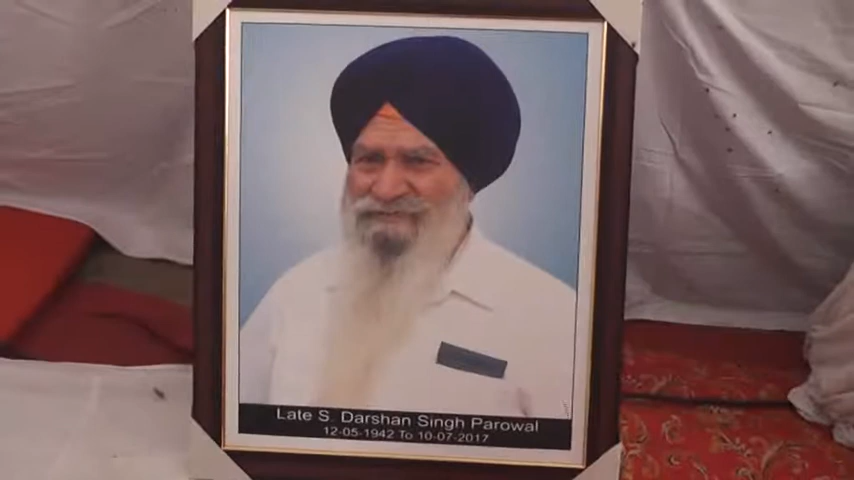 Late S. Darshan Singh Parowal
12-05-1942 To 10-07-2017